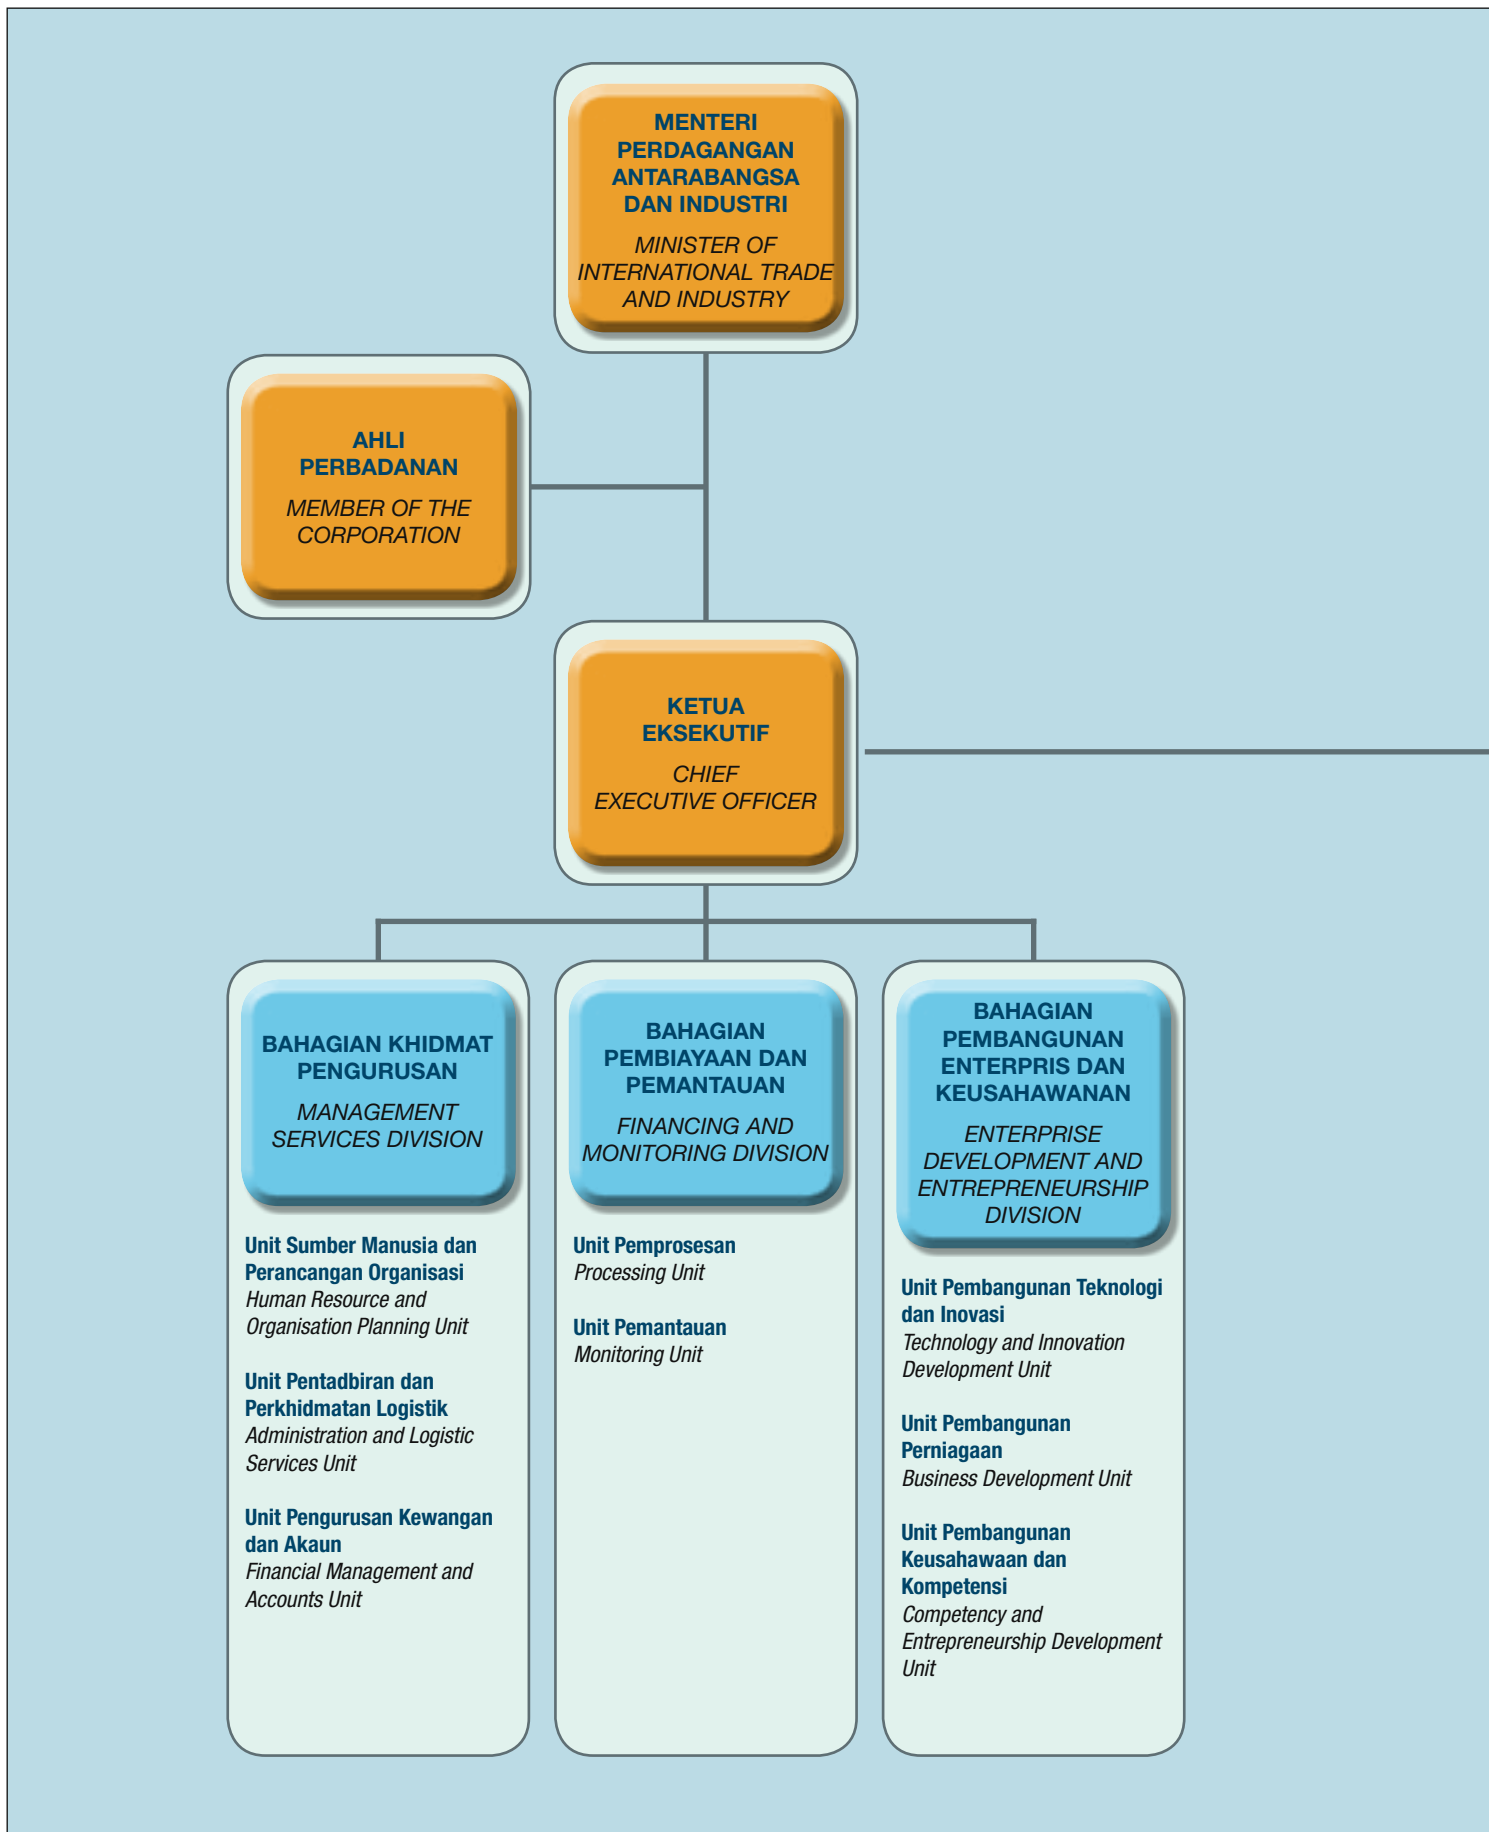 MENTERI
PERDAGANGAN
ANTARABANGSA
DAN INDUSTRI
MINISTER OF
INTERNATIONAL TRADE
AND INDUSTRY
AHLI
PERBADANAN
MEMBER OF THE
CORPORATION
KETUA
EKSEKUTIF
CHIEF
EXECUTIVE OFFICER
BAHAGIAN KHIDMAT
PENGURUSAN
MANAGEMENT
SERVICES DIVISION
Unit Sumber Manusia dan
Perancangan Organisasi
Human Resource and
Organisation Planning Unit
Unit Pentadbiran dan
Perkhidmatan Logistik
Administration and Logistic
Services Unit
Unit Pengurusan Kewangan
dan Akaun
Financial Management and
Accounts Unit
BAHAGIAN
PEMBIAYAAN DAN
PEMANTAUAN
FINANCING AND
MONITORING DIVISION
Unit Pemprosesan
Processing Unit
Unit Pemantauan
Monitoring Unit
BAHAGIAN
PEMBANGUNAN
ENTERPRIS DAN
KEUSAHAWANAN
ENTERPRISE
DEVELOPMENT AND
ENTREPRENEURSHIP
DIVISION
Unit Pembangunan Teknologi
dan Inovasi
Technology and Innovation
Development Unit
Unit Pembangunan
Perniagaan
Business Development Unit
Unit Pembangunan
Keusahawaan dan
Kompetensi
Competency and
Entrepreneurship Development
Unit